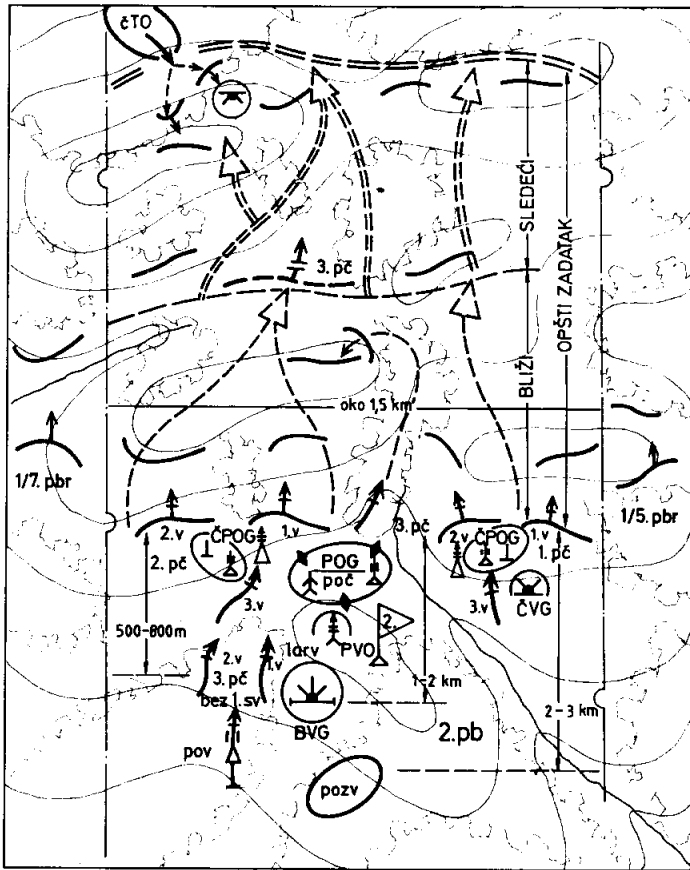 čTO
SLEDEĆI
OPŠTI ZADATAK
3. pč
BLIŽI
oko 1,5 km
1/7. pbr
1/5. pbr
2.v
1.v
3. pč
2.v
1.v
ČPOG
ČPOG
2. pč
1. pč
POG
poč
3.v
3.v
ČVG
500-800m
2.
PVO
1arv
2.v
1.v
3. pč
bez 1. sv
1-2 km
2-3 km
BVG
2.pb
pov
pozv